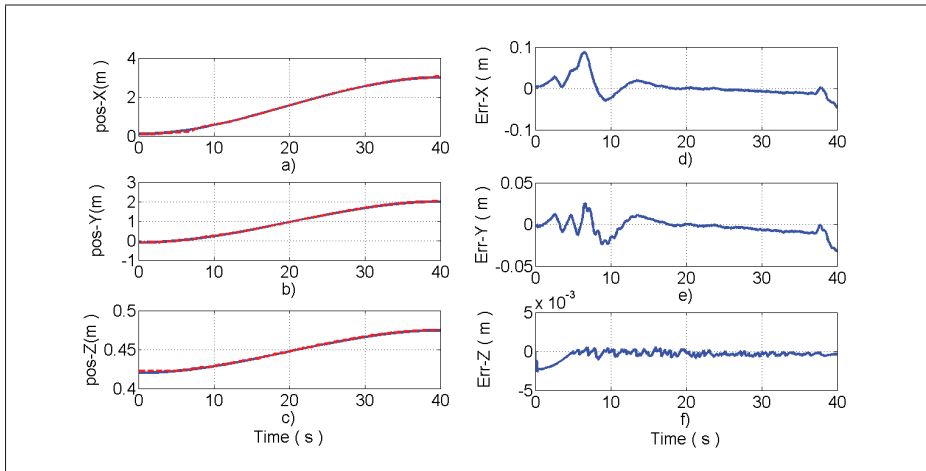 pos-X(m)
4
2
0
0 10 20 30 40
a)
pos-Y(m )
3
2
1
0
-1
0 10 20 30 40
b)
pos-Z(m )
0.5
0.45
0.4
0 10 20 30 40
c)
Time ( s )
Err-X ( m )
0.1
0
-0.1
0 10 20 30 40
d)
Err-Y ( m )
0.05
0
-0.05
0 10 20 30 40
e)
x 10⁻³
Err-Z ( m )
5
0
-5
0 10 20 30 40
f)
Time ( s )